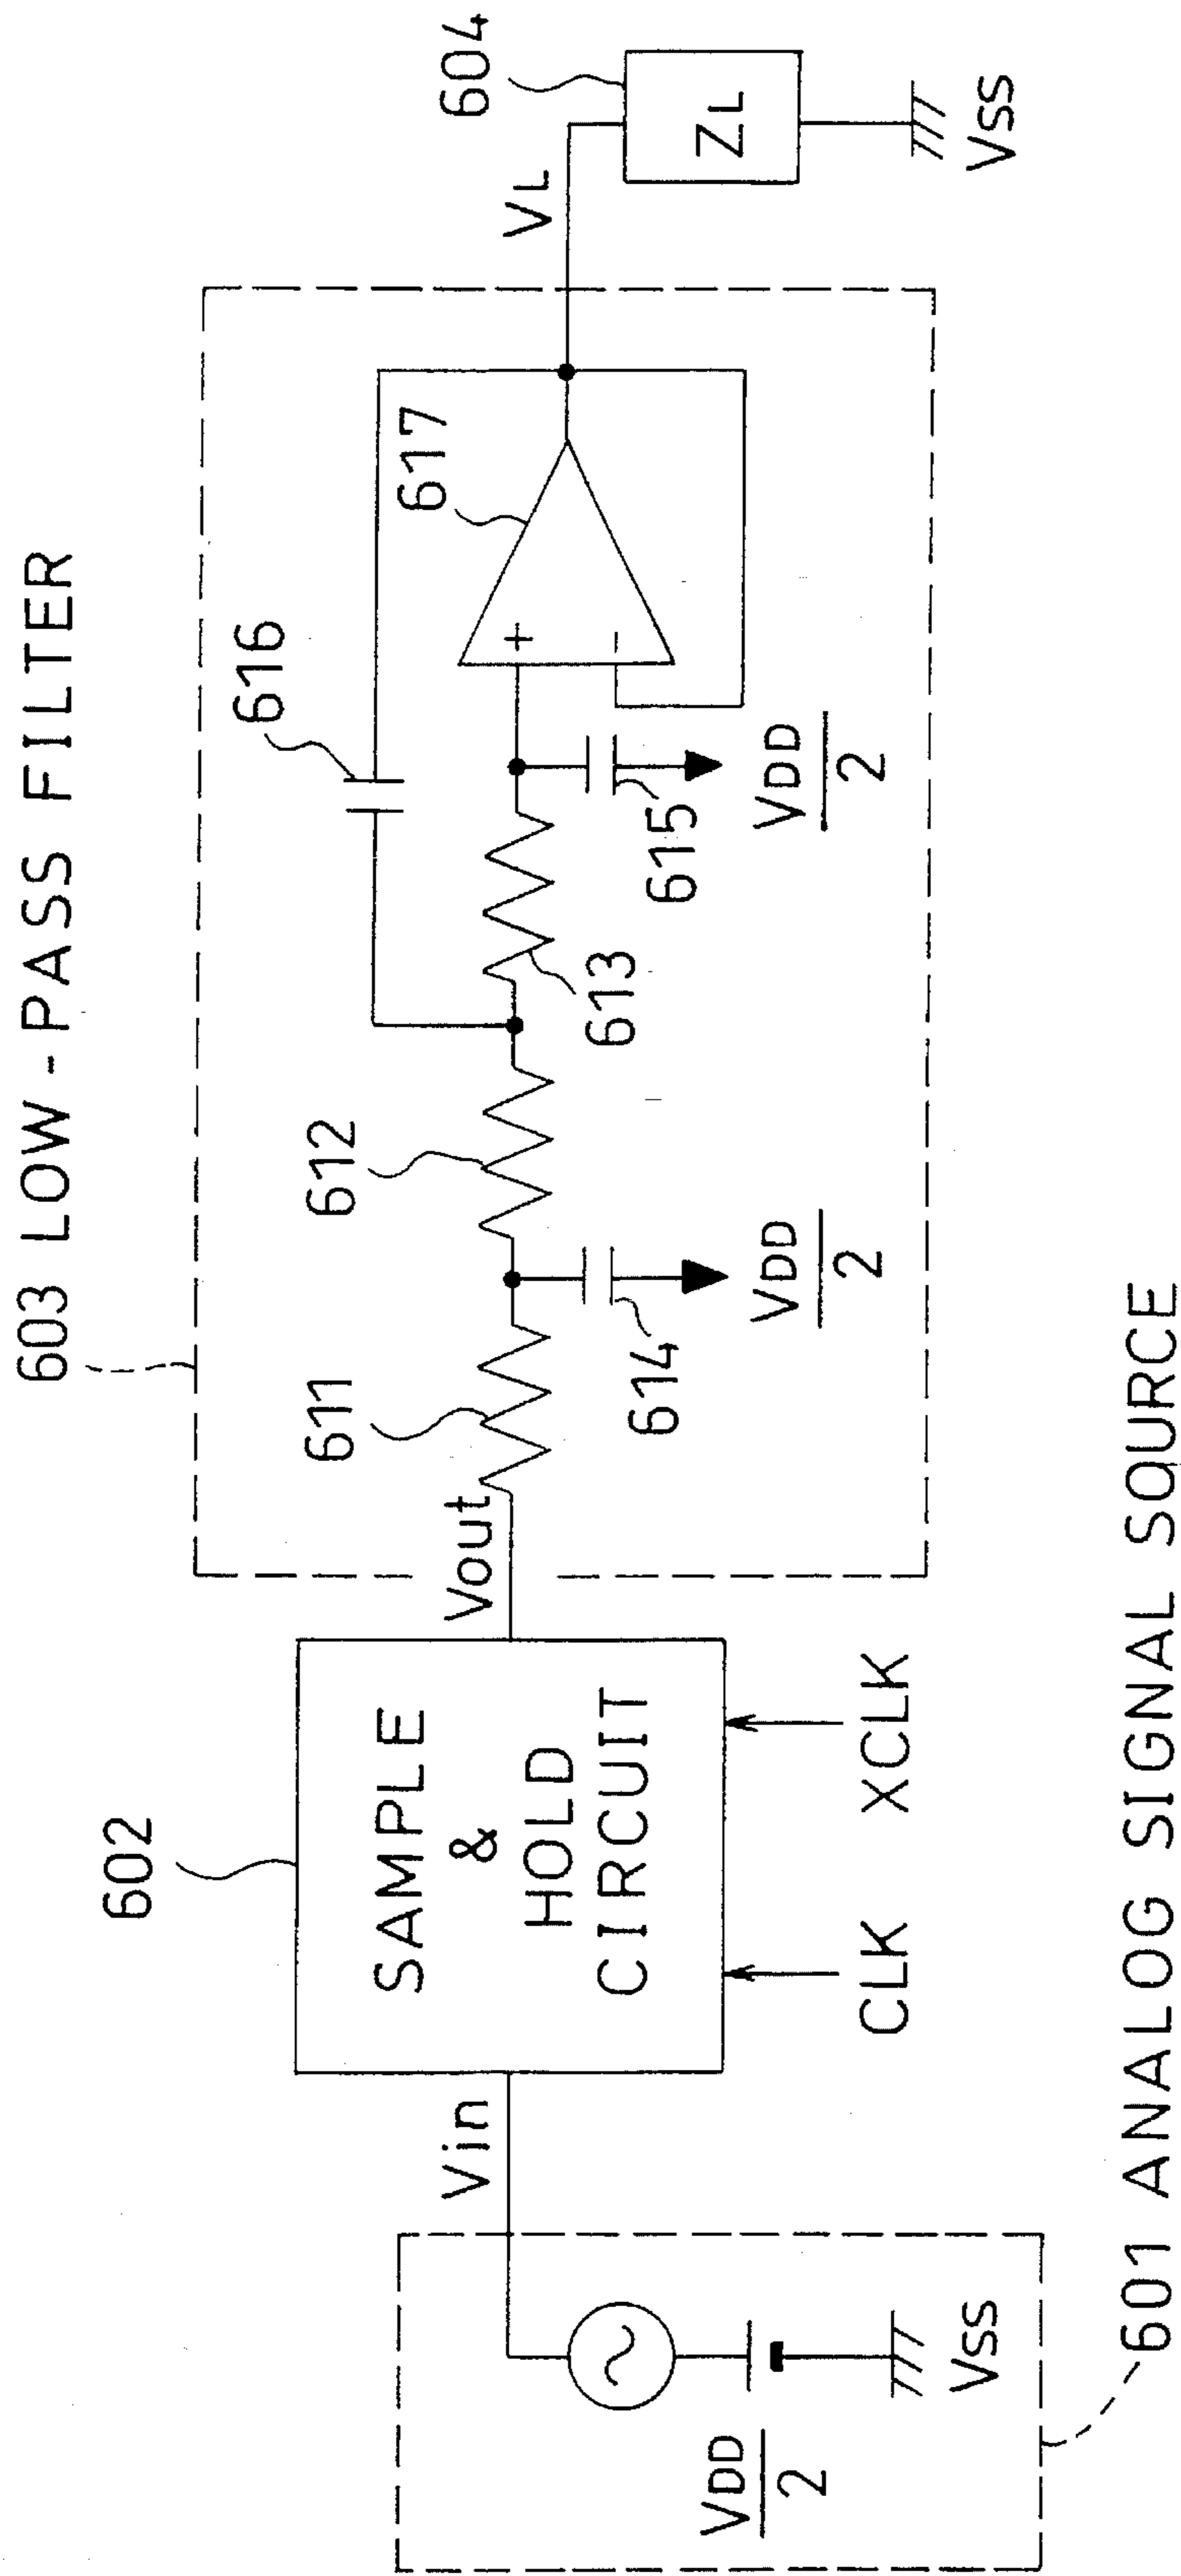 603 LOW-PASS FILTER
616
617
604
VL
ZL
VSS
602
SAMPLE
&
HOLD
CIRCUIT
Vin
Vout
611
612
613
614
615
VDD
2
VDD
2
VDD
2
VSS
CLK
XCLK
601 ANALOG SIGNAL SOURCE
+
−